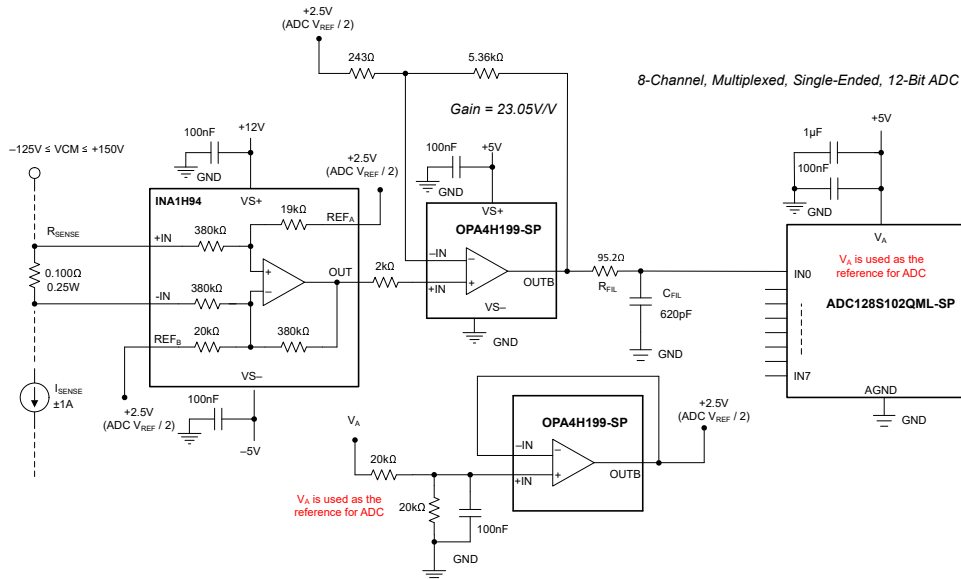 +2.5V
(ADC VREF / 2)
243Ω
5.36kΩ
8-Channel, Multiplexed, Single-Ended, 12-Bit ADC
Gain = 23.05V/V
–125V ≤ VCM ≤ +150V
100nF
+12V
GND
+2.5V
(ADC VREF / 2)
100nF
+5V
GND
+5V
1µF
100nF
GND
INA1H94
VS+
19kΩ
REFA
RSENSE
+IN
380kΩ
0.100Ω
0.25W
+
−
OUT
2kΩ
-IN
380kΩ
REFB
20kΩ
380kΩ
VS–
+2.5V
(ADC VREF / 2)
100nF
GND
–5V
ISENSE
±1A
VS+
OPA4H199-SP
–IN
−
+IN
+
OUTB
VS–
GND
95.2Ω
RFIL
CFIL
620pF
GND
VA
VA is used as the
reference for ADC
IN0
ADC128S102QML-SP
IN7
AGND
GND
VA
20kΩ
VA is used as the
reference for ADC
20kΩ
100nF
GND
OPA4H199-SP
–IN
−
+IN
+
OUTB
+2.5V
(ADC VREF / 2)